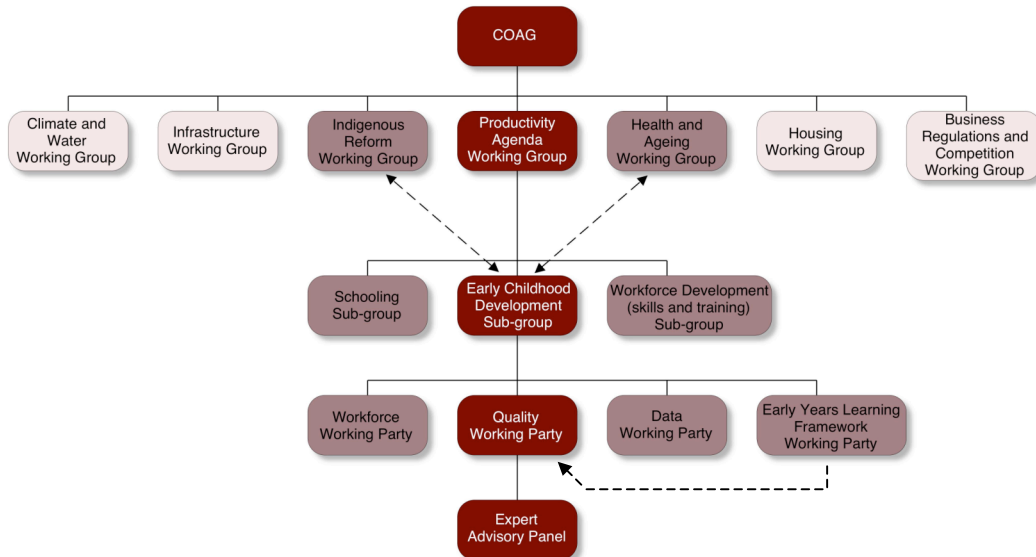 COAG
Climate and
Water
Working Group
Infrastructure
Working Group
Indigenous
Reform
Working Group
Productivity
Agenda
Working Group
Health and
Ageing
Working Group
Housing
Working Group
Business
Regulations and
Competition
Working Group
Schooling
Sub-group
Early Childhood
Development
Sub-group
Workforce Development
(skills and training)
Sub-group
Workforce
Working Party
Quality
Working Party
Data
Working Party
Early Years Learning
Framework
Working Party
Expert
Advisory Panel